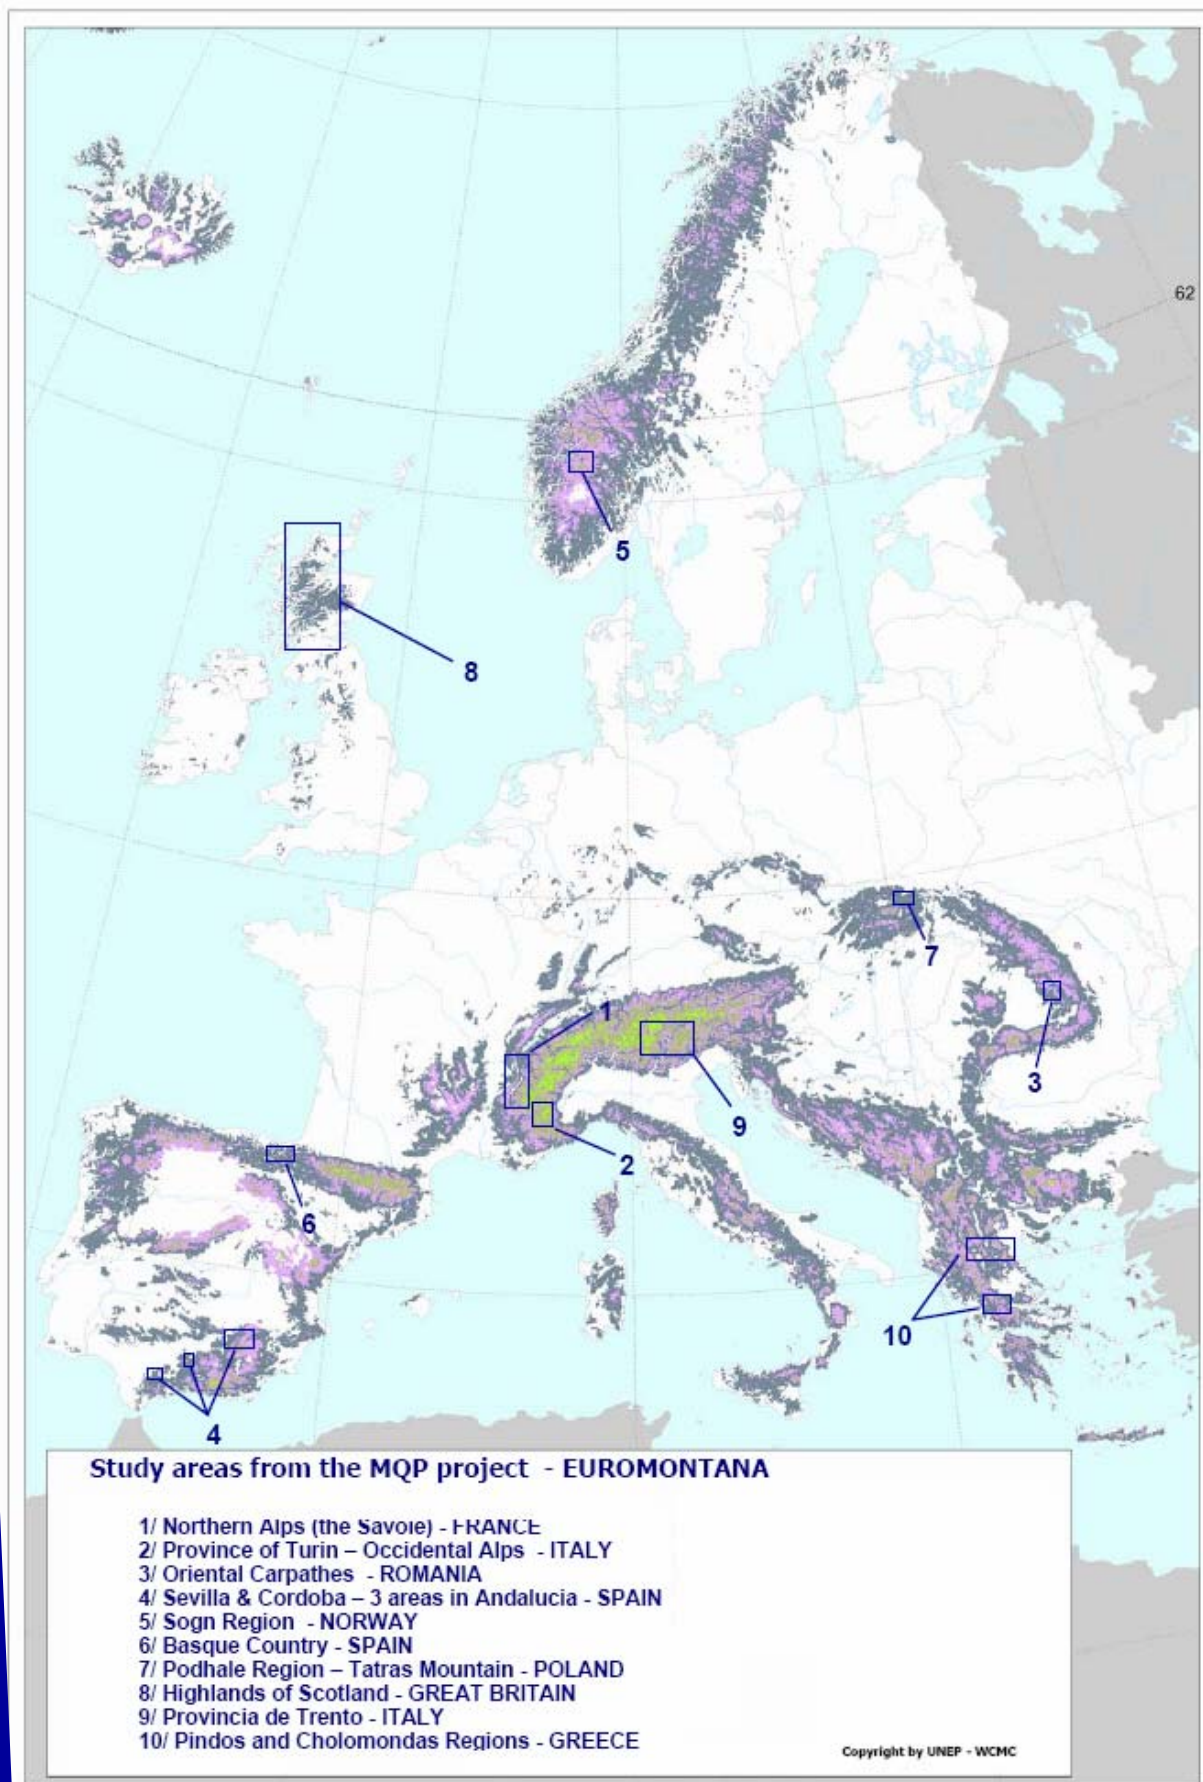 62
5
8
7
1
3
9
2
6
10
4
Study areas from the MQP project - EUROMONTANA
1/ Northern Alps (the Savoie) - FRANCE
2/ Province of Turin – Occidental Alps - ITALY
3/ Oriental Carpathes - ROMANIA
4/ Sevilla & Cordoba – 3 areas in Andalucia - SPAIN
5/ Sogn Region - NORWAY
6/ Basque Country - SPAIN
7/ Podhale Region – Tatras Mountain - POLAND
8/ Highlands of Scotland - GREAT BRITAIN
9/ Provincia de Trento - ITALY
10/ Pindos and Cholomondas Regions - GREECE
Copyright by UNEP - WCMC